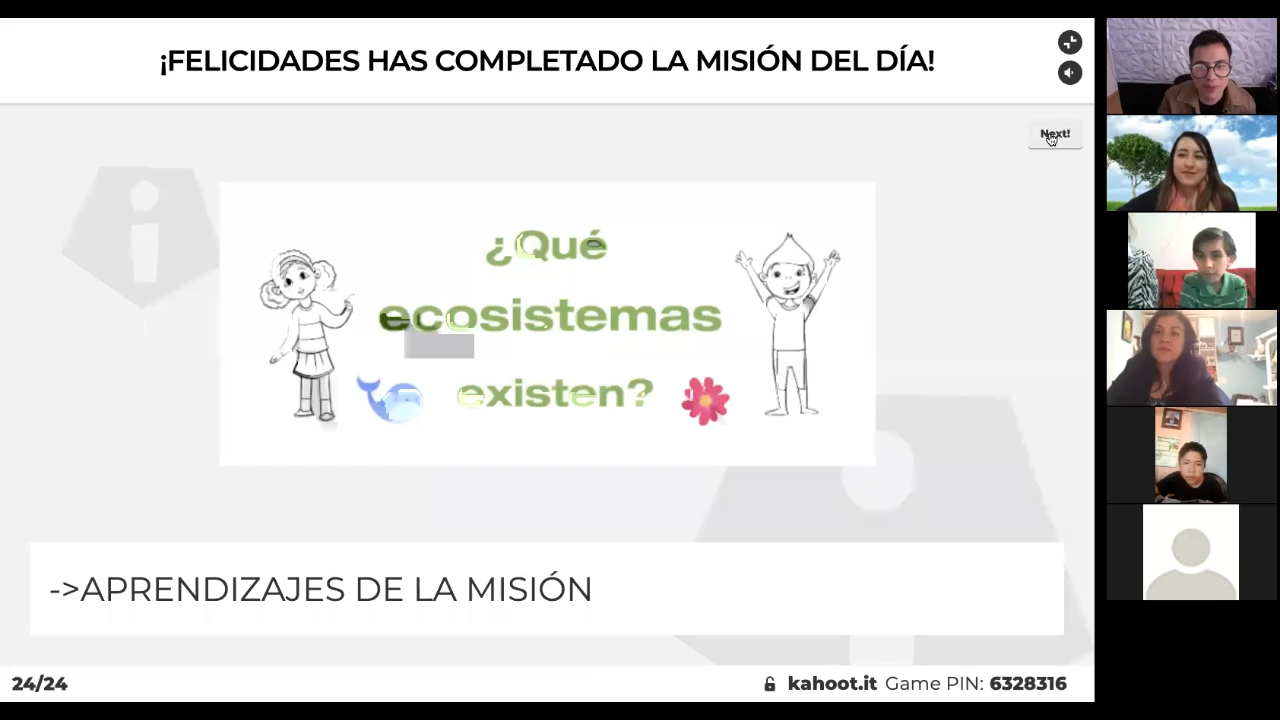 ¡FELICIDADES HAS COMPLETADO LA MISIÓN DEL DÍA!
Next!
¿Qué
ecosistemas
existen?
->APRENDIZAJES DE LA MISIÓN
24/24
kahoot.it Game PIN: 6328316